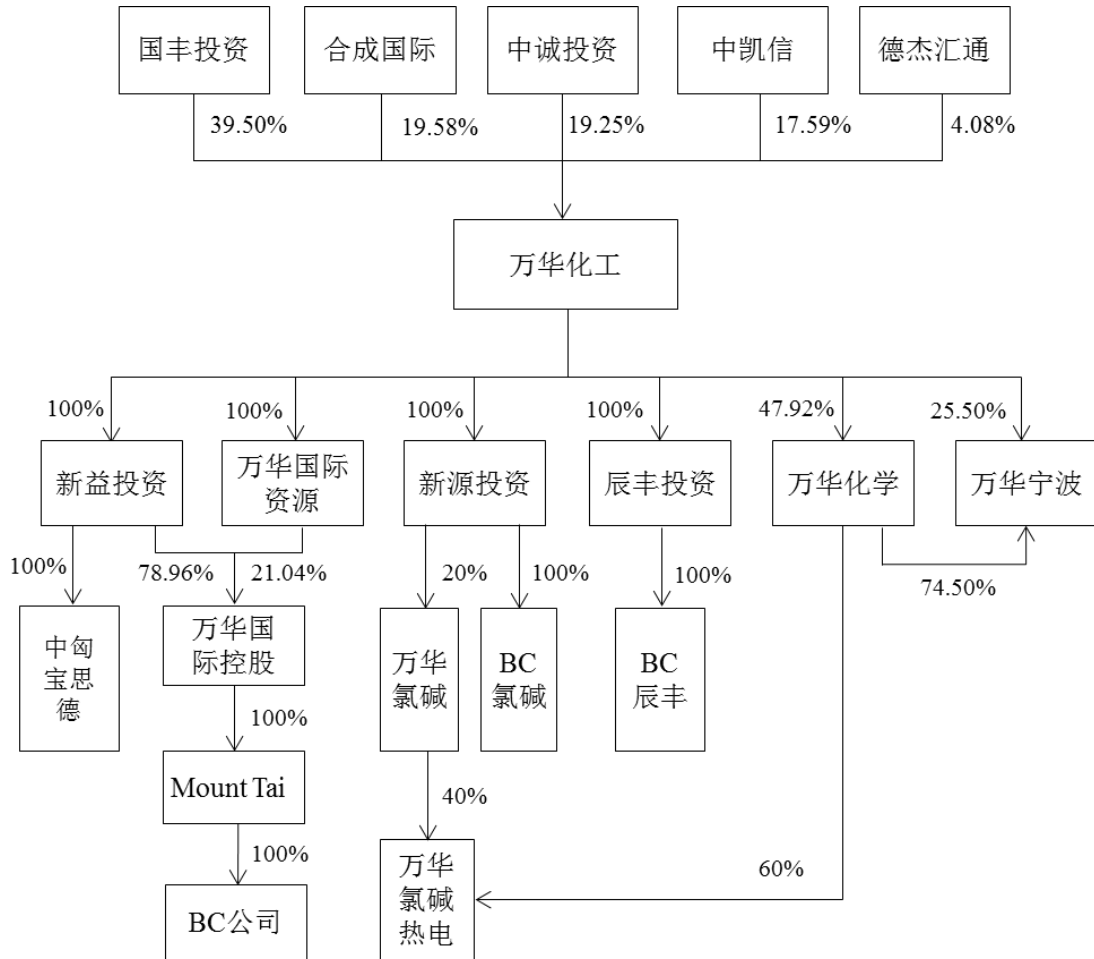 国丰投资
合成国际
中诚投资
中凯信
德杰汇通
39.50%
19.58%
19.25%
17.59%
4.08%
万华化工
100%
100%
100%
100%
47.92%
25.50%
新益投资
万华国际
资源
新源投资
辰丰投资
万华化学
万华宁波
100%
78.96%
21.04%
20%
100%
100%
74.50%
中匈
宝思
德
万华国
际控股
万华
氯碱
BC
氯碱
BC
辰丰
100%
Mount Tai
40%
100%
BC公司
万华
氯碱
热电
60%